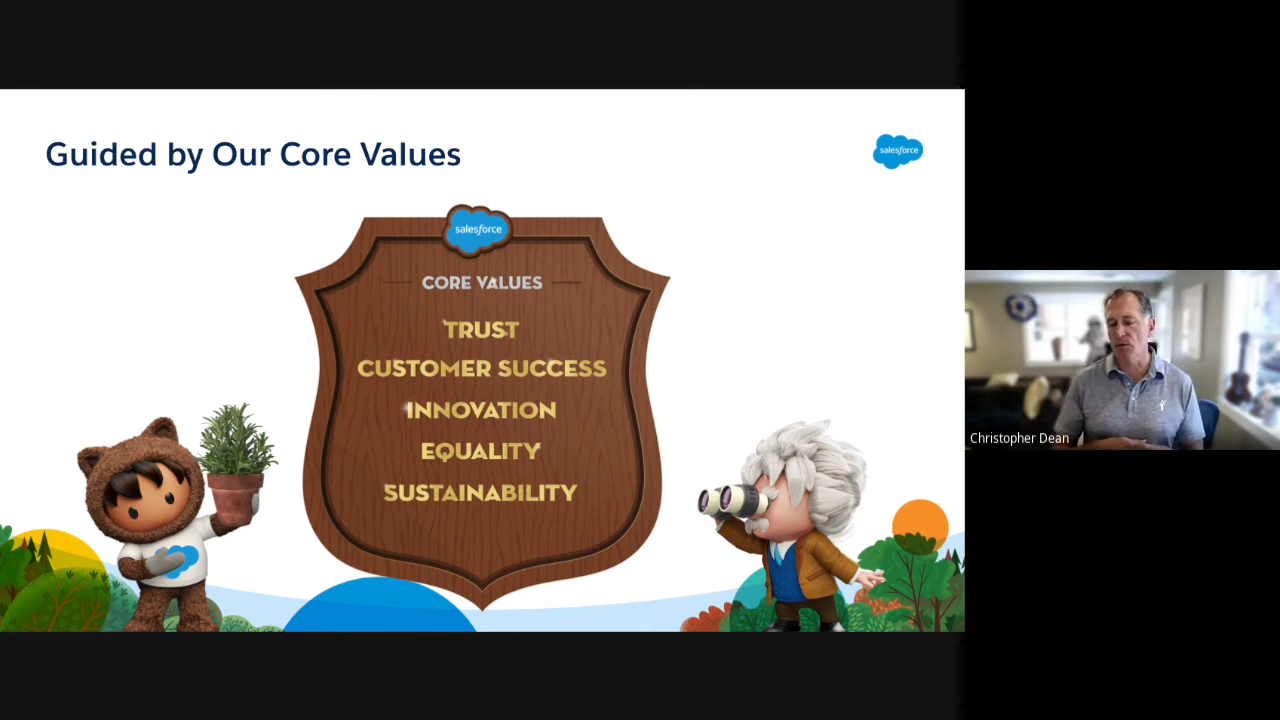 Guided by Our Core Values
salesforce
salesforce
CORE VALUES
TRUST
CUSTOMER SUCCESS
INNOVATION
EQUALITY
SUSTAINABILITY
Christopher Dean